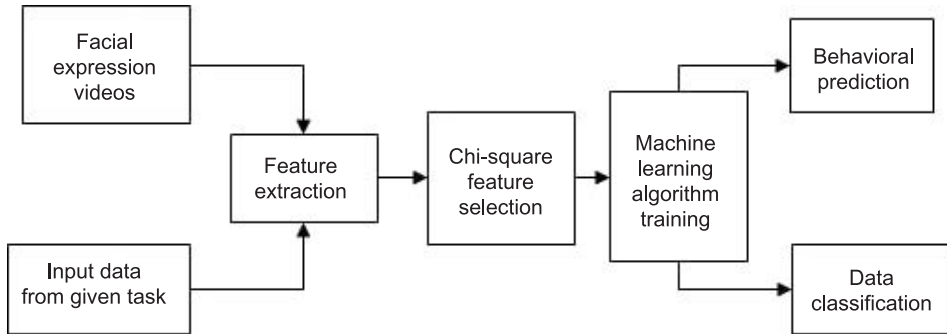 Facial
expression
videos
Input data
from given task
Feature
extraction
Chi-square
feature
selection
Machine
learning
algorithm
training
Behavioral
prediction
Data
classification